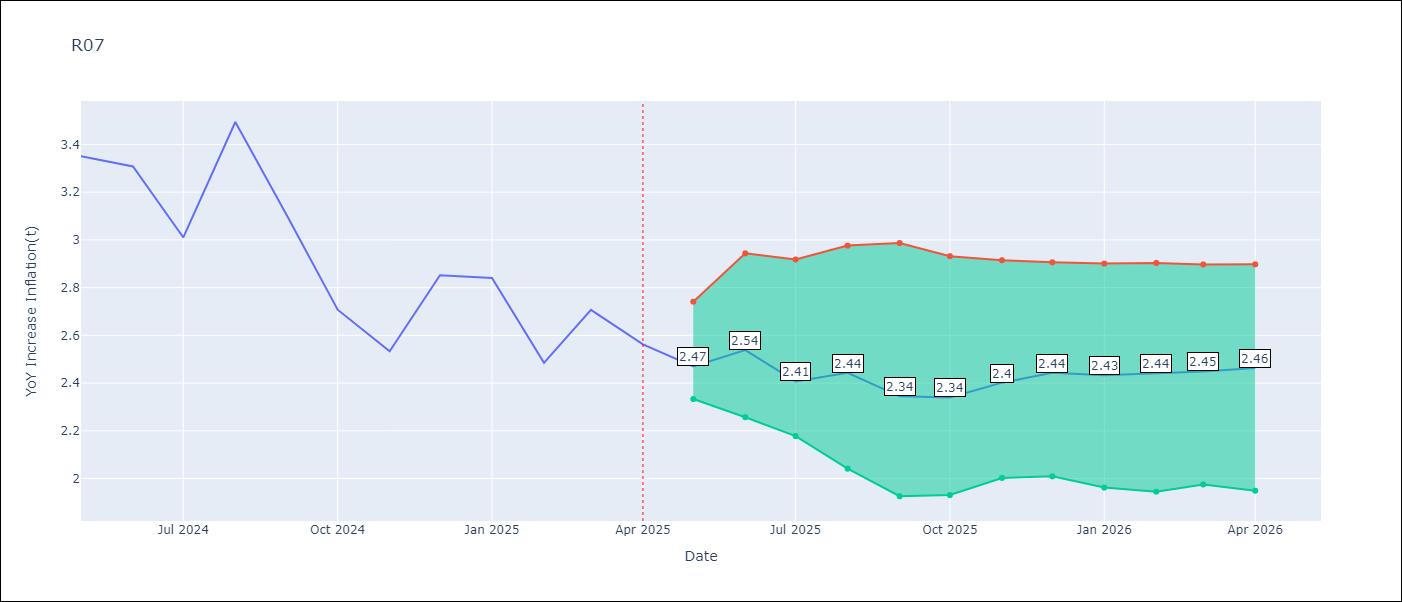 R07
YoY Increase Inflation(t)
3.4
3.2
3
2.8
2.6
2.4
2.2
2
2.47
2.54
2.41
2.44
2.34
2.34
2.4
2.44
2.43
2.44
2.45
2.46
Jul 2024
Oct 2024
Jan 2025
Apr 2025
Jul 2025
Oct 2025
Jan 2026
Apr 2026
Date